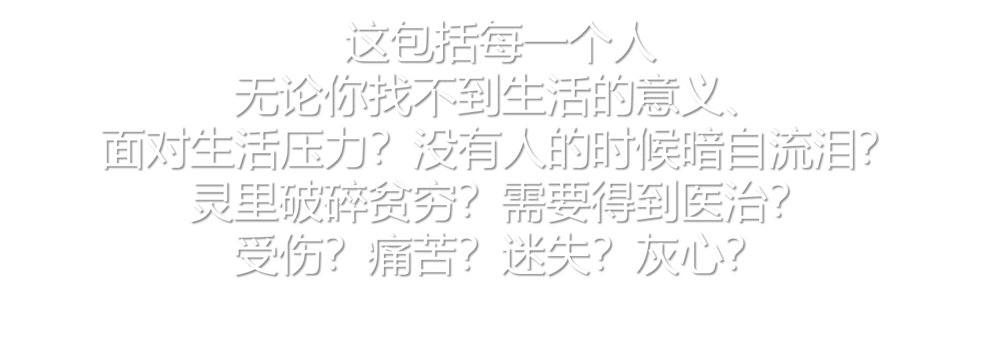 这包括每一个人
无论你找不到生活的意义、
面对生活压力？没有人的时候暗自流泪？
灵里破碎贫穷？需要得到医治？
受伤？痛苦？迷失？灰心？